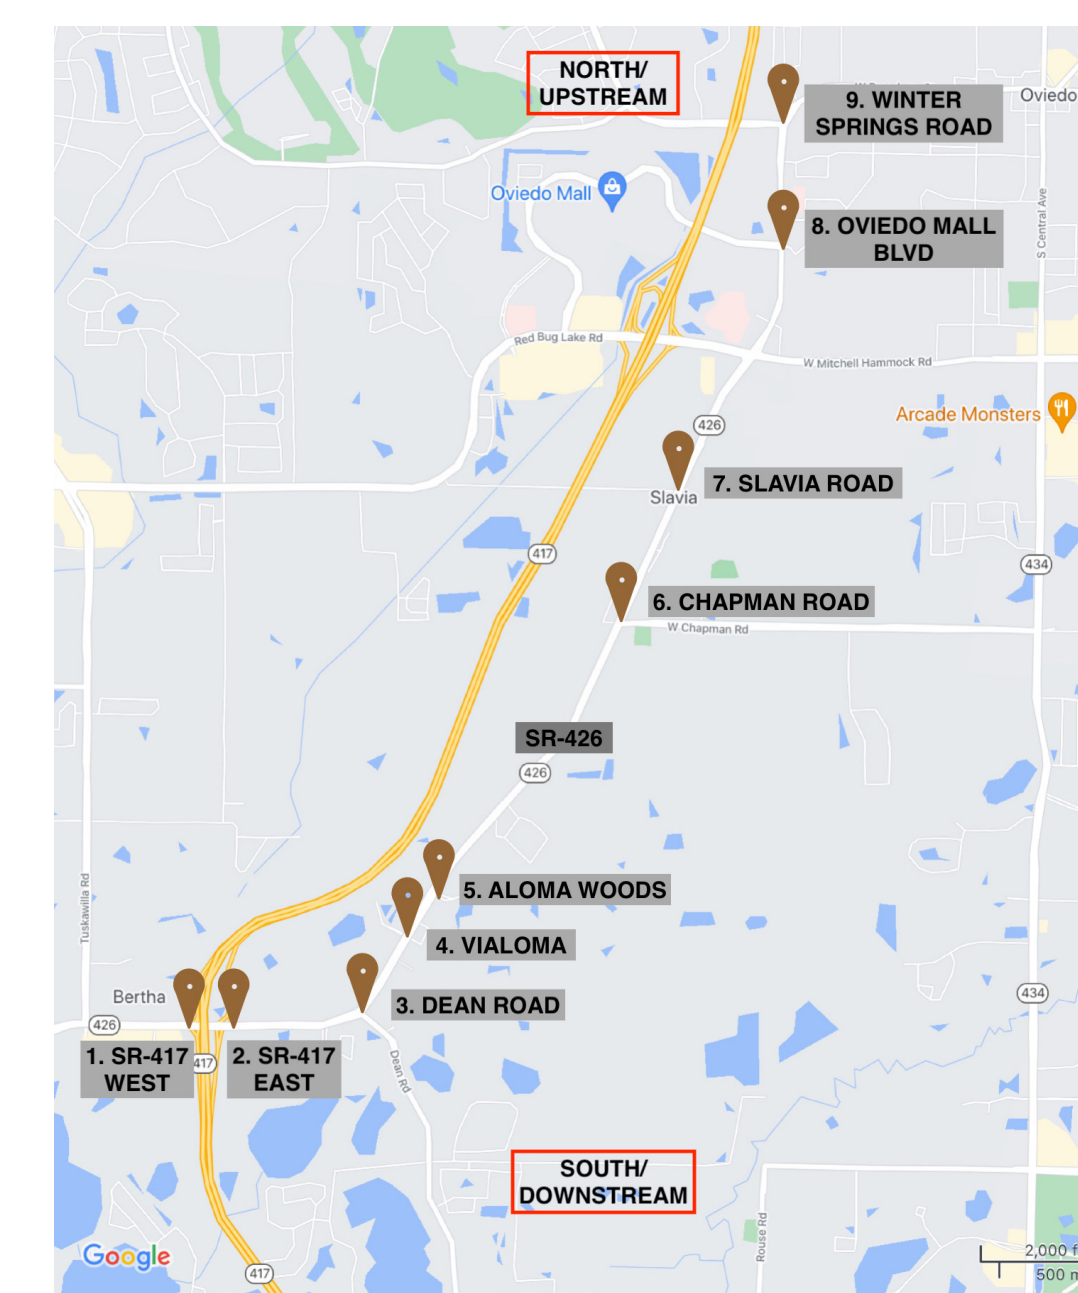 NORTH/
UPSTREAM
9. WINTER
SPRINGS ROAD
Oviedo
Oviedo Mall
8. OVIEDO MALL
BLVD
S Central Ave
Red Bug Lake Rd
W Mitchell Hammock Rd
Arcade Monsters
426
7. SLAVIA ROAD
Slavia
417
434
6. CHAPMAN ROAD
W Chapman Rd
SR-426
426
5. ALOMA WOODS
Tuskawilla Rd
4. VIALOMA
Bertha
3. DEAN ROAD
434
426
1. SR-417
WEST
417
2. SR-417
EAST
Dean Rd
SOUTH/
DOWNSTREAM
Rouse Rd
Google
417
2,000 f
500 m